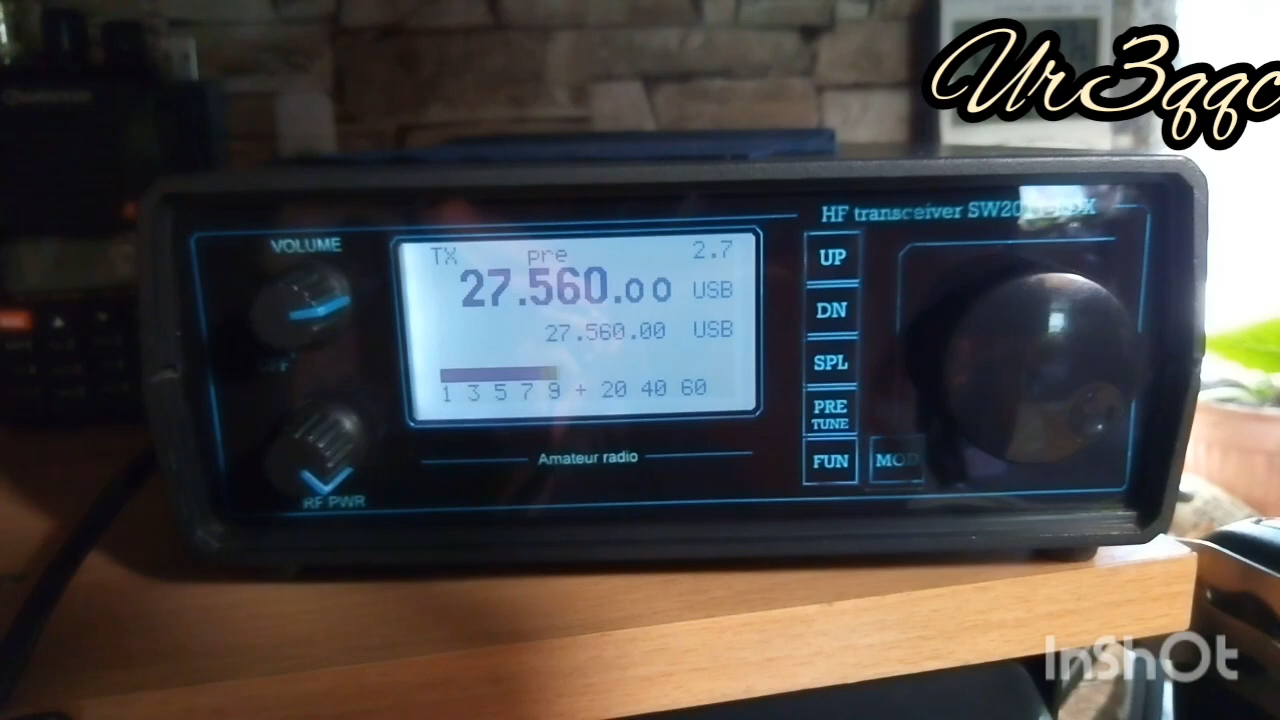 Ur3qqc
HF transceiver
VOLUME
TX pre 2.7
27.560.00 USB
27.560.00 USB
1 3 5 7 9 + 20 40 60
OFF
RF PWR
Amateur radio
UP
DN
SPL
PRE
TUNE
FUN
MOD
InShOt